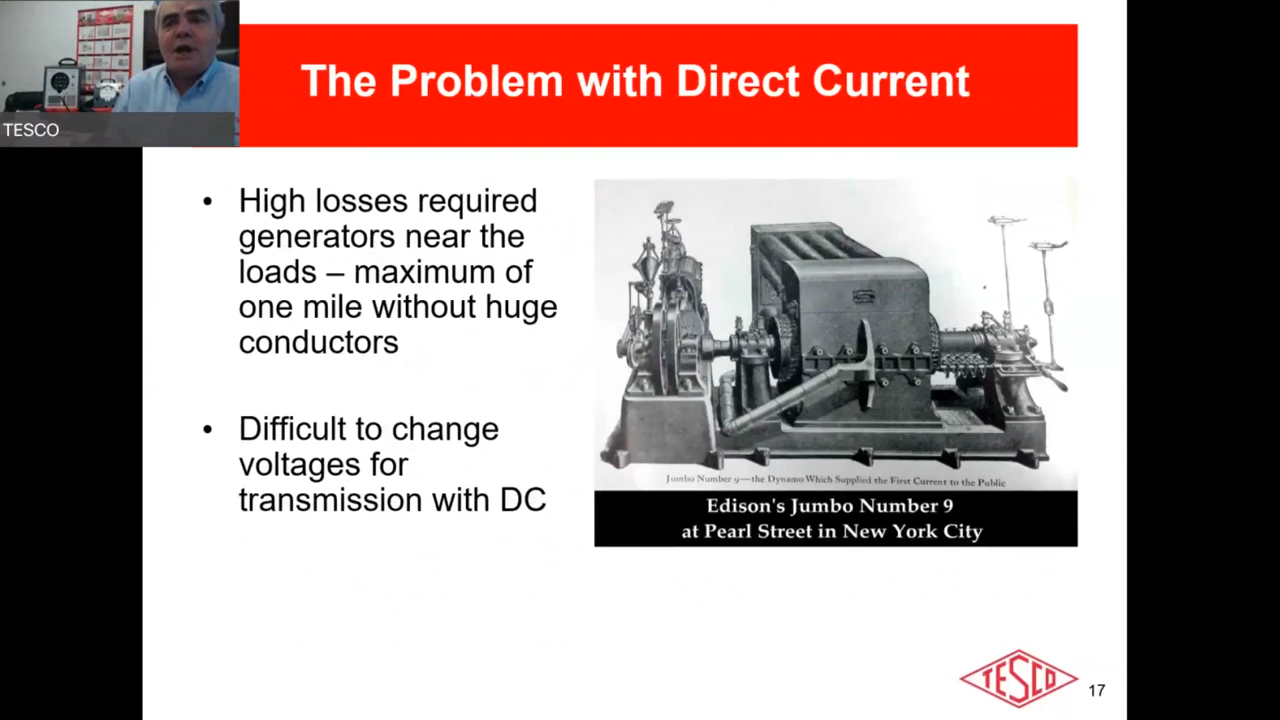 The Problem with Direct Current
TESCO
• High losses required
generators near the
loads – maximum of
one mile without huge
conductors
• Difficult to change
voltages for
transmission with DC
Jumbo Number 9—the Dynamo Which Supplied the First Current to the Public
Edison's Jumbo Number 9
at Pearl Street in New York City
TESCO
17